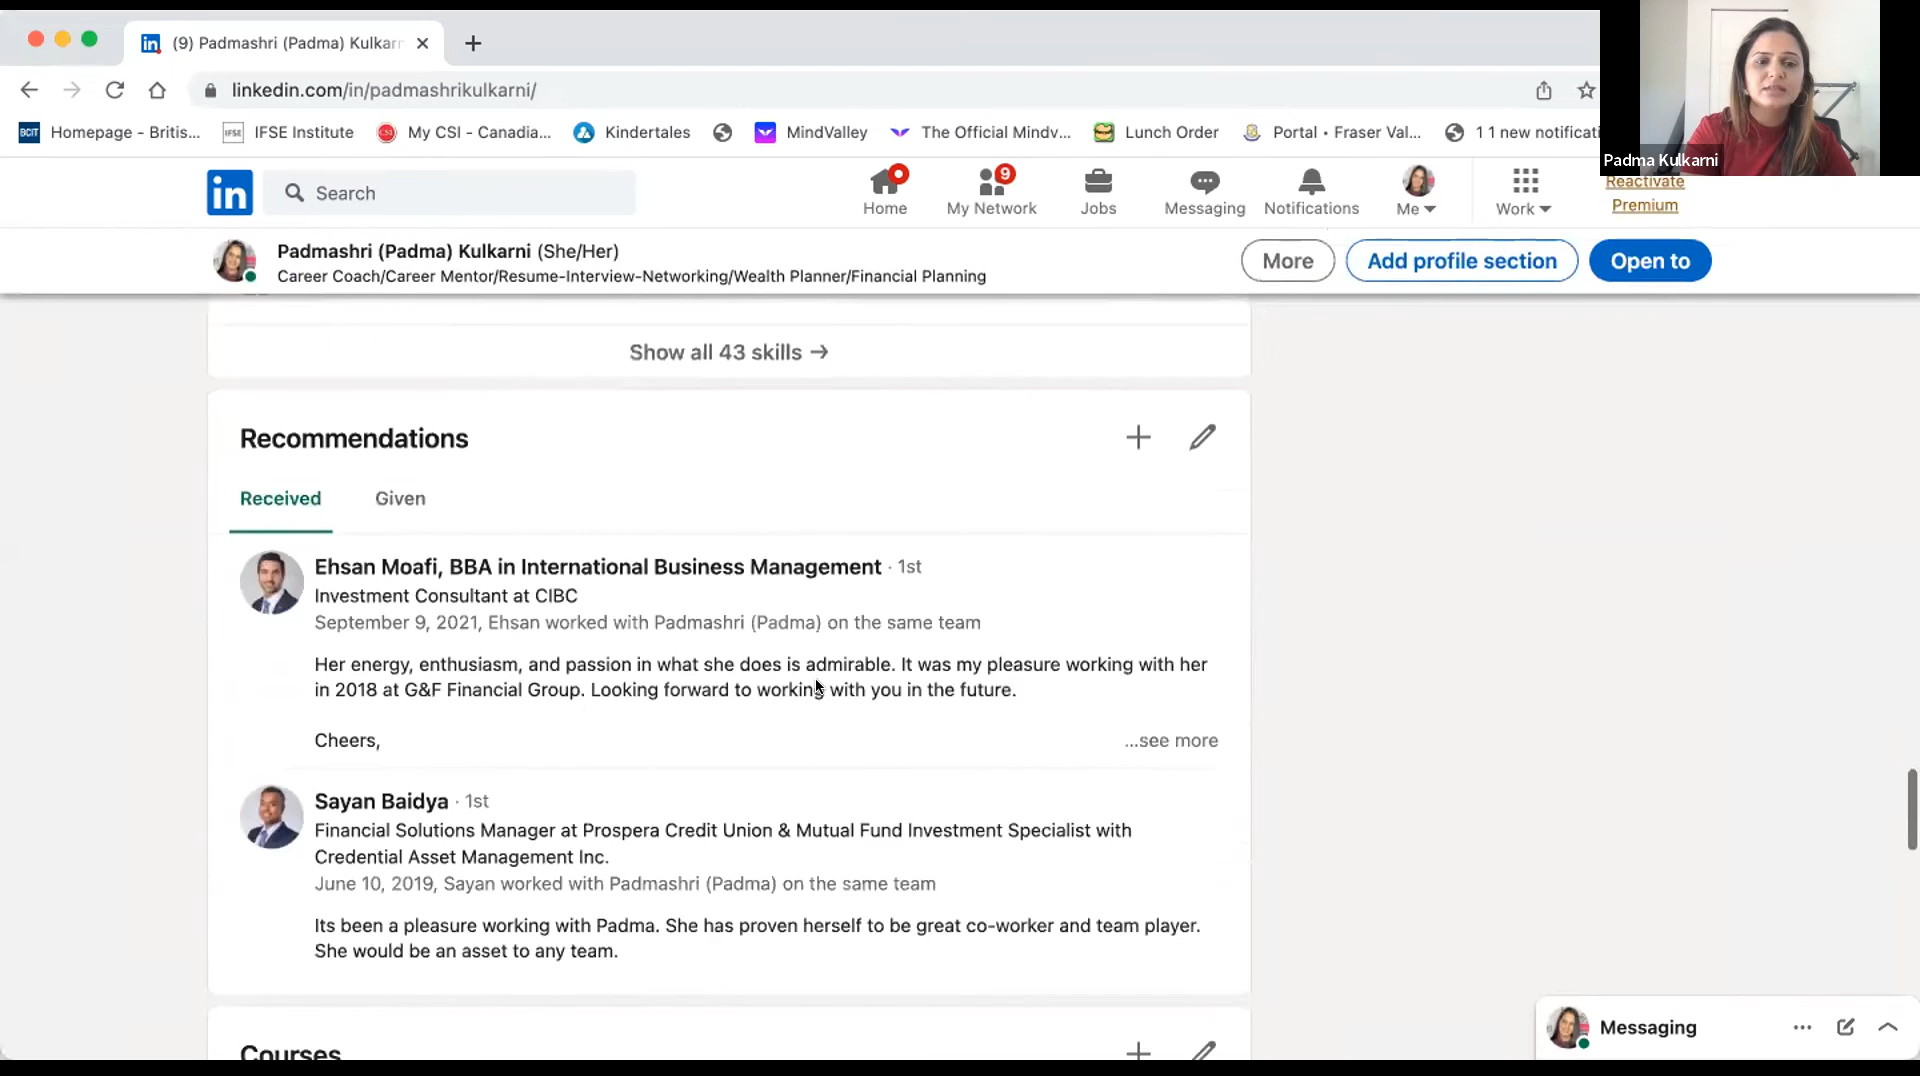 (9) Padmashri (Padma) Kulkarn
linkedin.com/in/padmashrikulkarni/
BCIT Homepage - Britis... IFSE IFSE Institute CSI My CSI - Canadia... Kindertales MindValley The Official Mindv... Lunch Order Portal • Fraser Val... 1 1 new notificati
Padma Kulkarni
in Search
Home
9 My Network
Jobs
Messaging
Notifications
Me
Work
Reactivate
Premium
Padmashri (Padma) Kulkarni (She/Her)
Career Coach/Career Mentor/Resume-Interview-Networking/Wealth Planner/Financial Planning
More Add profile section Open to
Show all 43 skills →
Recommendations
Received Given
Ehsan Moafi, BBA in International Business Management · 1st
Investment Consultant at CIBC
September 9, 2021, Ehsan worked with Padmashri (Padma) on the same team
Her energy, enthusiasm, and passion in what she does is admirable. It was my pleasure working with her
in 2018 at G&F Financial Group. Looking forward to working with you in the future.
Cheers, ...see more
Sayan Baidya · 1st
Financial Solutions Manager at Prospera Credit Union & Mutual Fund Investment Specialist with
Credential Asset Management Inc.
June 10, 2019, Sayan worked with Padmashri (Padma) on the same team
Its been a pleasure working with Padma. She has proven herself to be great co-worker and team player.
She would be an asset to any team.
Courses
Messaging